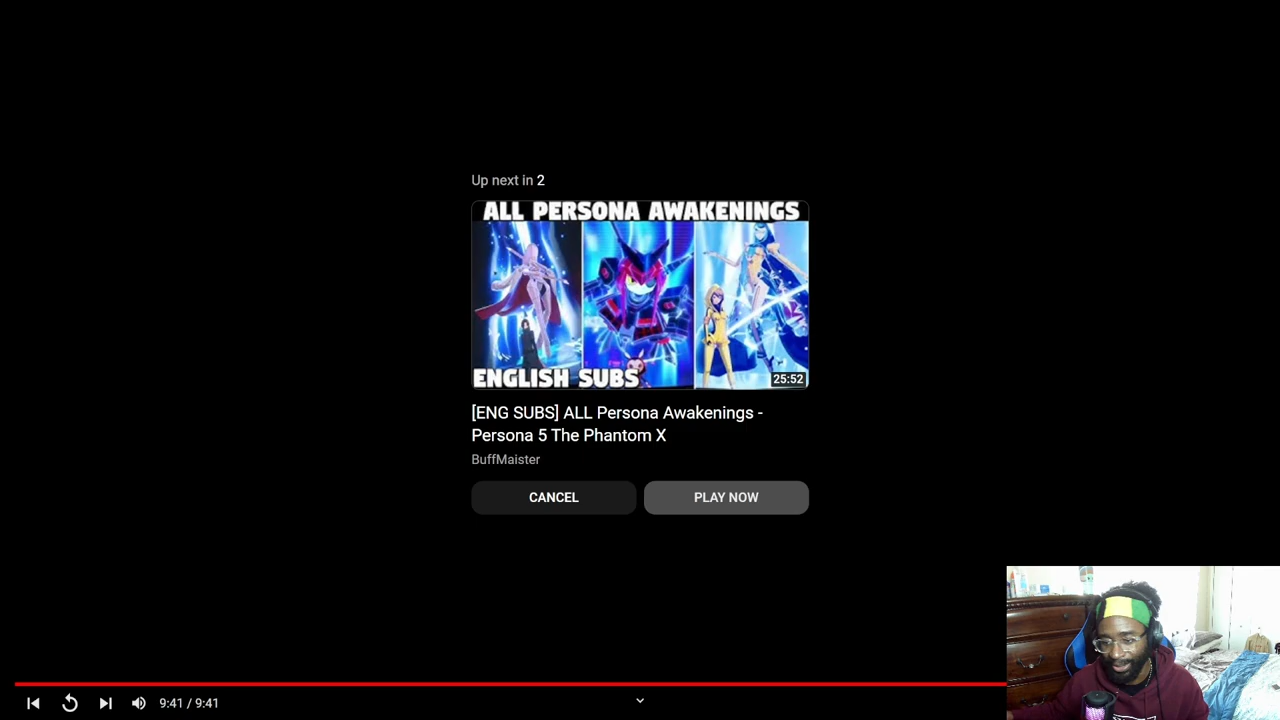 Up next in 2
ALL PERSONA AWAKENINGS
ENGLISH SUBS
25:52
[ENG SUBS] ALL Persona Awakenings -
Persona 5 The Phantom X
BuffMaister
CANCEL
PLAY NOW
9:41 / 9:41